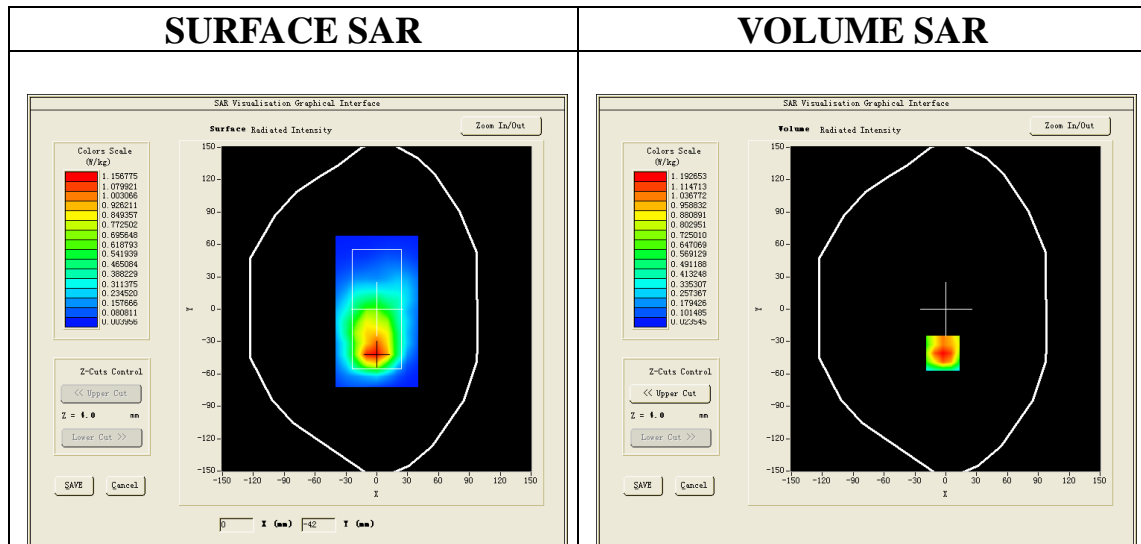 SURFACE SAR
VOLUME SAR
SAR Visualisation Graphical Interface
Surface Radiated Intensity
Zoom In/Out
Colors Scale
(W/kg)
1.156775
1.079921
1.003066
0.926211
0.849357
0.772502
0.695648
0.618793
0.541939
0.465084
0.388229
0.311375
0.234520
0.157666
0.080811
0.003956
150
120
90
60
30
0
-30
-60
-90
-120
-150
Y
-150 -120 -90 -60 -30 0 30 60 90 120 150
X
Z-Cuts Control
<< Upper Cut
Z = 4.0 mm
Lower Cut >>
SAVE Cancel
0 X (mm) -42 Y (mm)
SAR Visualisation Graphical Interface
Volume Radiated Intensity
Zoom In/Out
Colors Scale
(W/kg)
1.192653
1.114713
1.036772
0.958832
0.880891
0.802951
0.725010
0.647069
0.569129
0.491188
0.413248
0.335307
0.257367
0.179426
0.101485
0.023545
150
120
90
60
30
0
-30
-60
-90
-120
-150
Y
-150 -120 -90 -60 -30 0 30 60 90 120 150
X
Z-Cuts Control
<< Upper Cut
Z = 4.0 mm
Lower Cut >>
SAVE Cancel